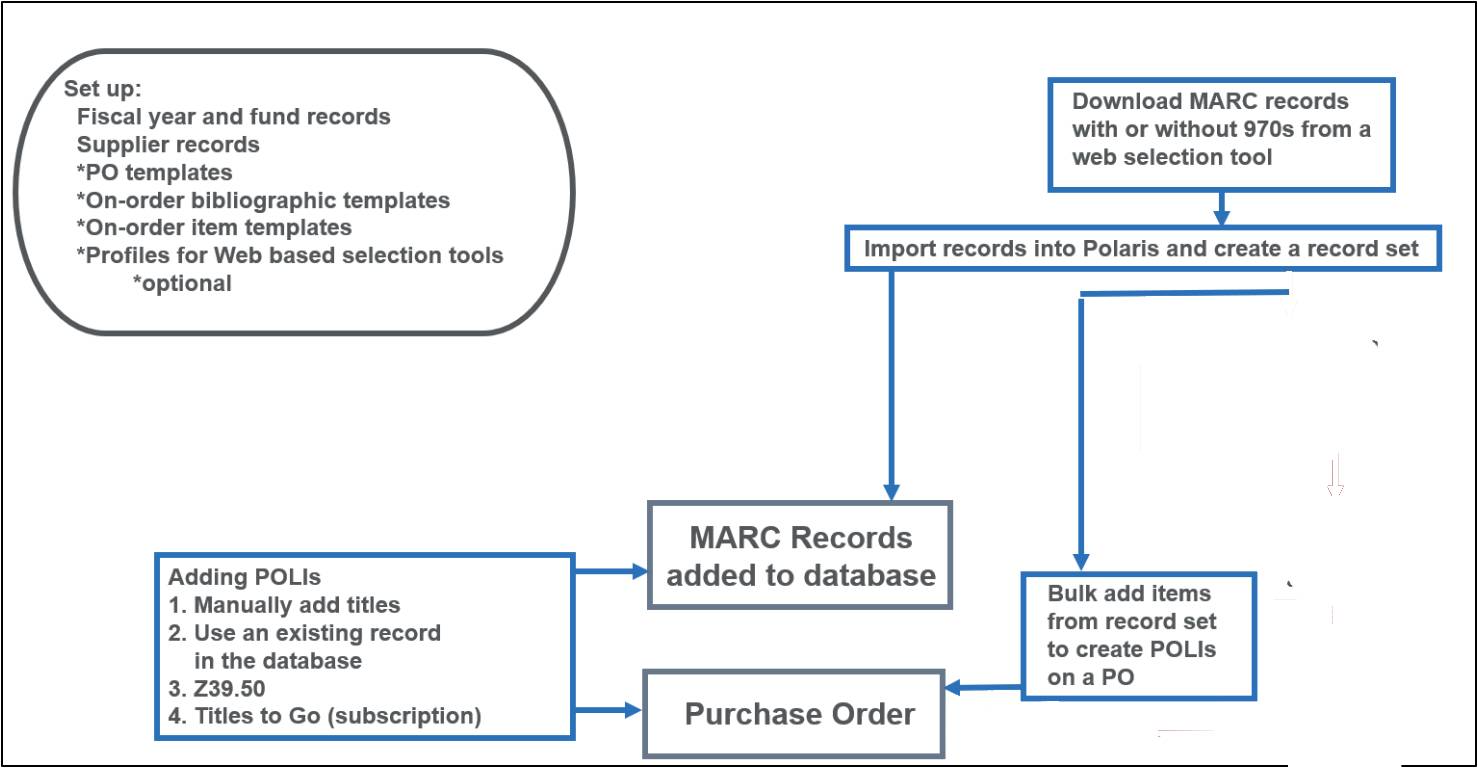 Set up:
Fiscal year and fund records
Supplier records
*PO templates
*On-order bibliographic templates
*On-order item templates
*Profiles for Web based selection tools
*optional
Download MARC records
with or without 970s from a
web selection tool
Import records into Polaris and create a record set
MARC Records
added to database
Adding POLIs
1. Manually add titles
2. Use an existing record
in the database
3. Z39.50
4. Titles to Go (subscription)
Bulk add items
from record set
to create POLIs
on a PO
Purchase Order